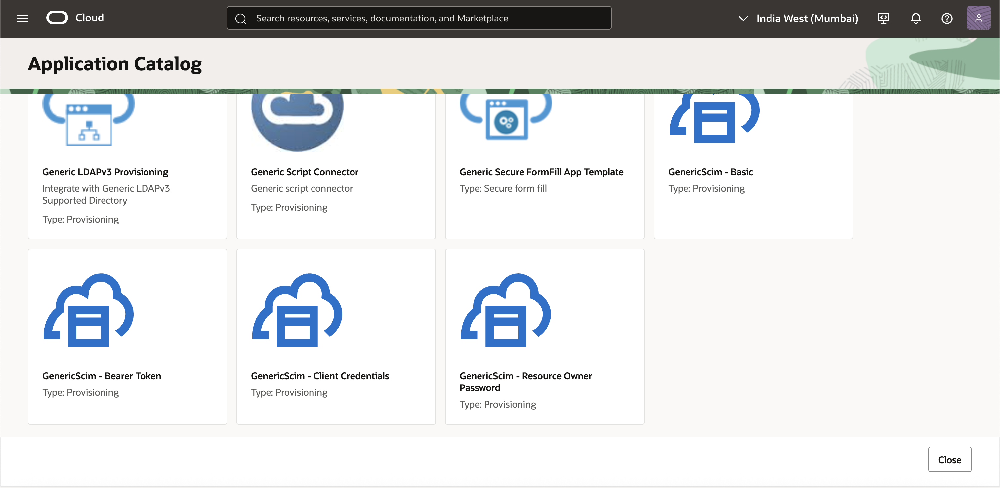 Cloud
Search resources, services, documentation, and Marketplace
India West (Mumbai)
Application Catalog
Generic LDAPv3 Provisioning
Integrate with Generic LDAPv3
Supported Directory
Type: Provisioning
Generic Script Connector
Generic script connector
Type: Provisioning
Generic Secure FormFill App Template
Type: Secure form fill
GenericScim - Basic
Type: Provisioning
GenericScim - Bearer Token
Type: Provisioning
GenericScim - Client Credentials
Type: Provisioning
GenericScim - Resource Owner
Password
Type: Provisioning
Close